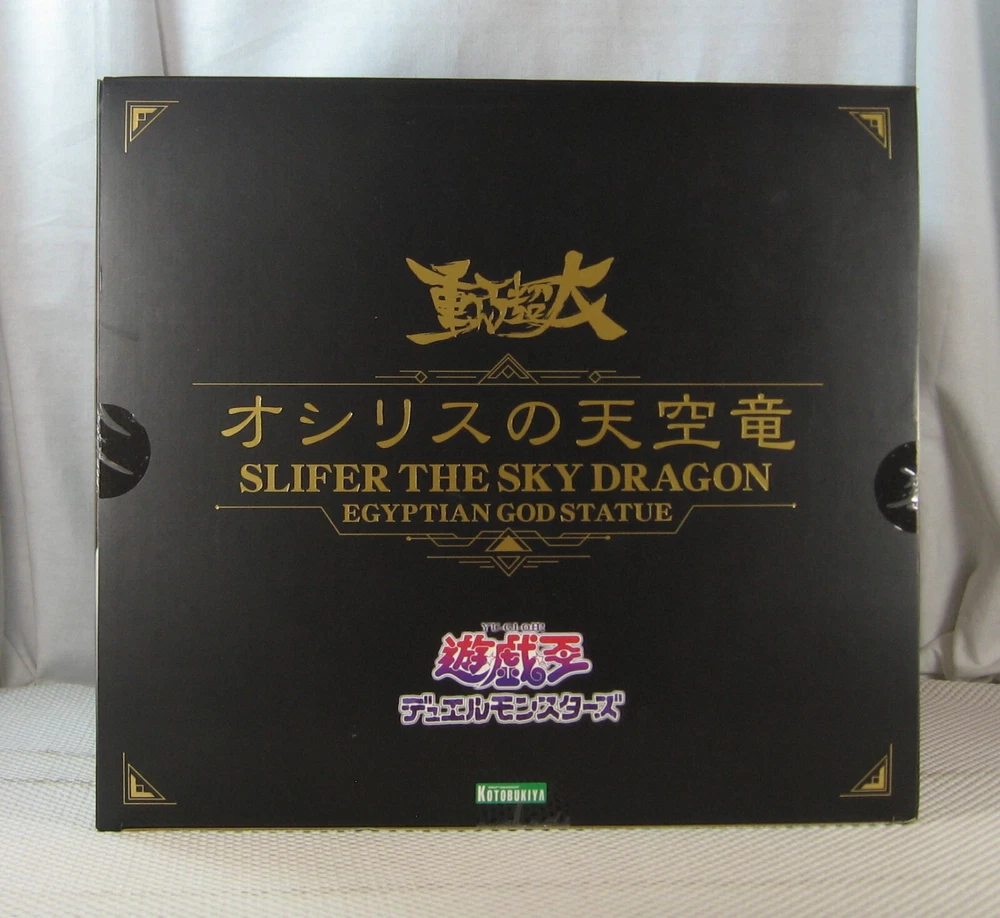 オシリスの天空竜
SLIFER THE SKY DRAGON
EGYPTIAN GOD STATUE
YU-GI-OH!
遊戯王
デュエルモンスターズ
KOTOBUKIYA